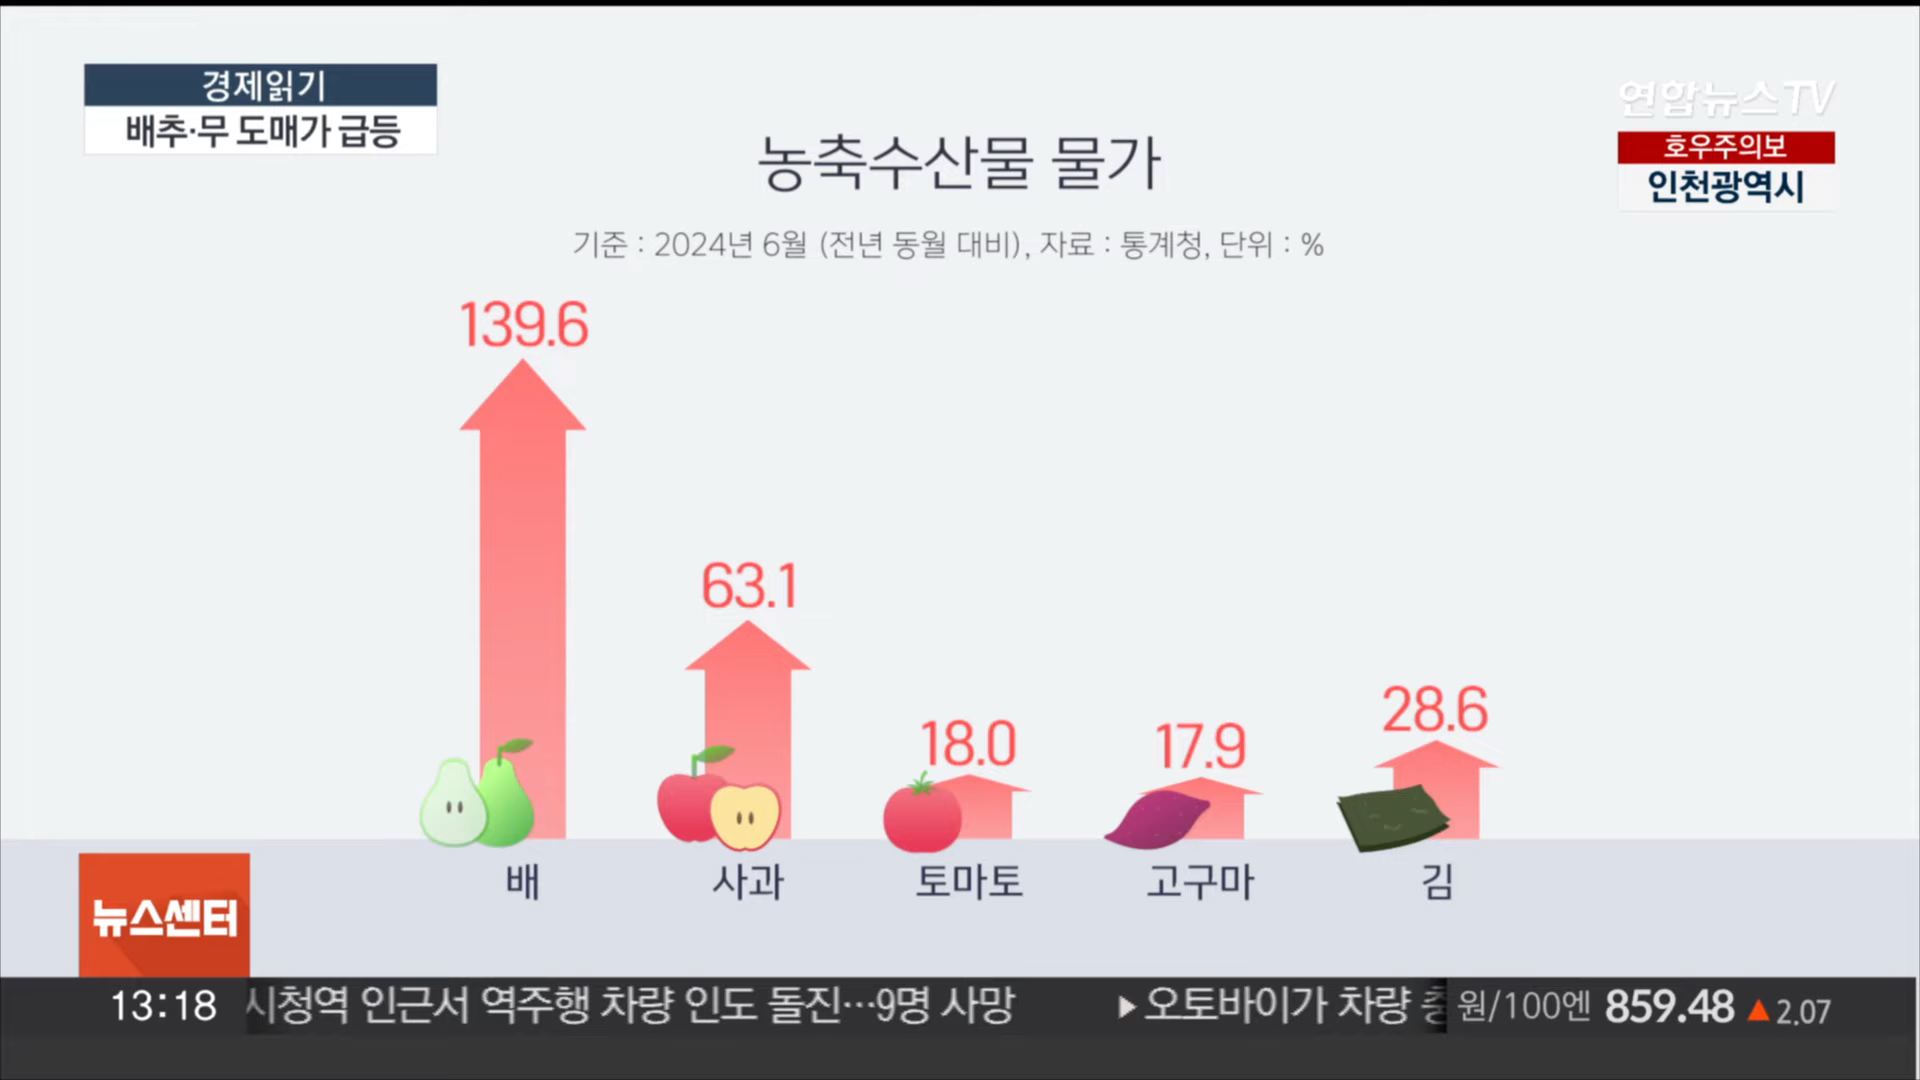 경제읽기
배추·무 도매가 급등
연합뉴스TV
호우주의보
인천광역시
농축수산물 물가
기준 : 2024년 6월 (전년 동월 대비), 자료 : 통계청, 단위 : %
139.6
63.1
18.0
17.9
28.6
배
사과
토마토
고구마
김
뉴스센터
13:18
시청역 인근서 역주행 차량 인도 돌진…9명 사망
▶오토바이가 차량
원/100엔 859.48 ▲2.07